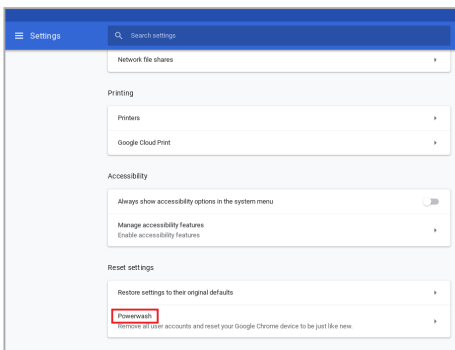 Settings
Search settings
Network file shares
Printing
Printers
Google Cloud Print
Accessibility
Always show accessibility options in the system menu
Manage accessibility features
Enable accessibility features
Reset settings
Restore settings to their original defaults
Powerwash
Remove all user accounts and reset your Google Chrome device to be just like new.